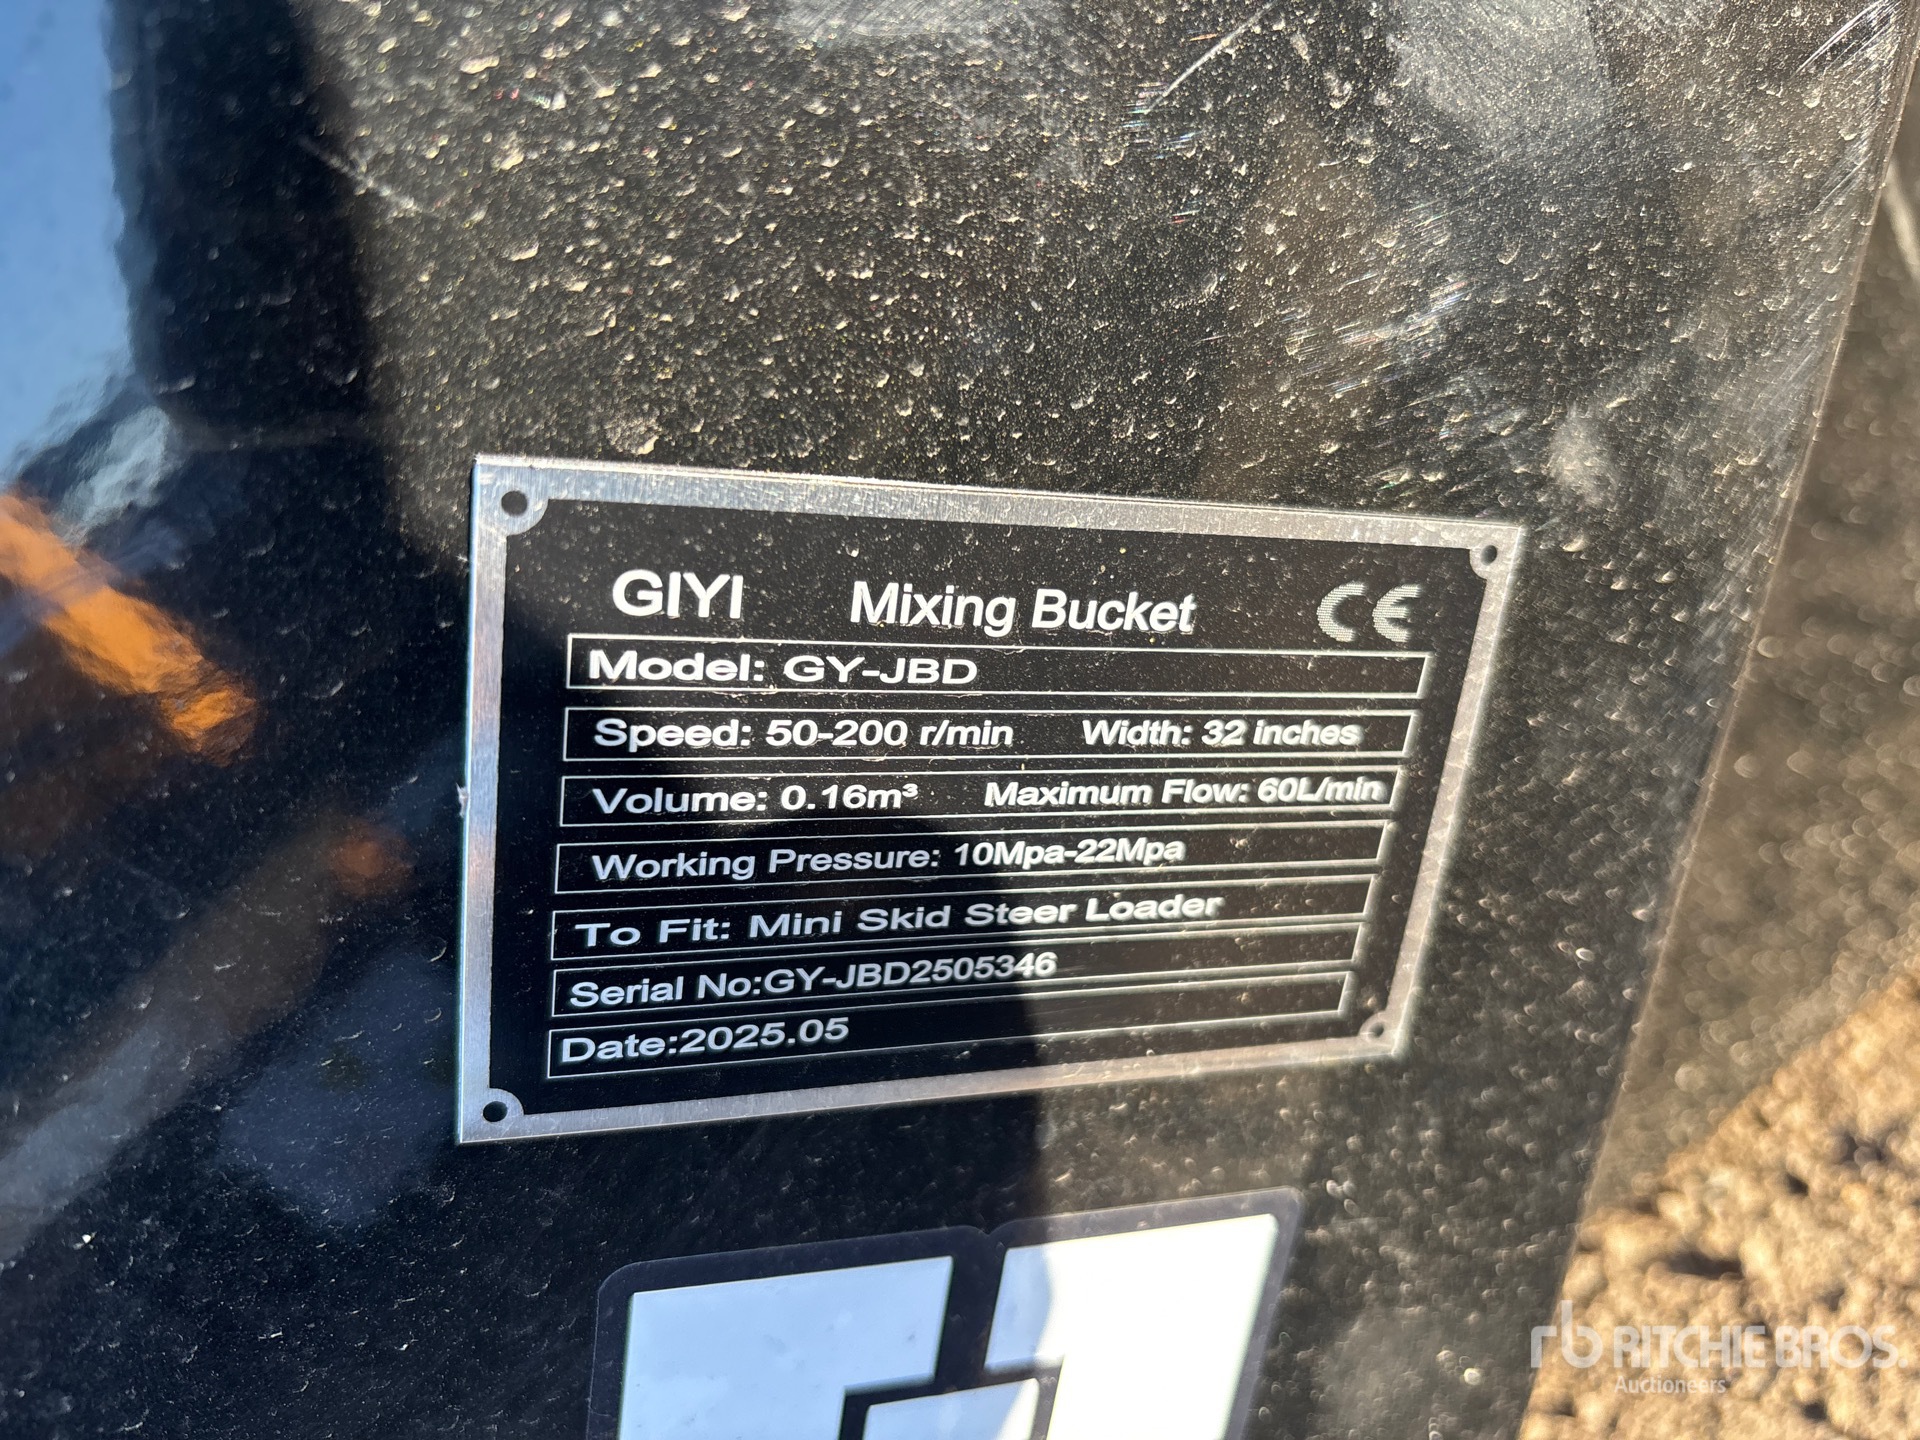 GIYI Mixing Bucket CE
Model: GY-JBD
Speed: 50-200 r/min Width: 32 inches
Volume: 0.16m³ Maximum Flow: 60L/min
Working Pressure: 10Mpa-22Mpa
To Fit: Mini Skid Steer Loader
Serial No:GY-JBD2505346
Date:2025.05
rb RITCHIE BROS.
Auctioneers